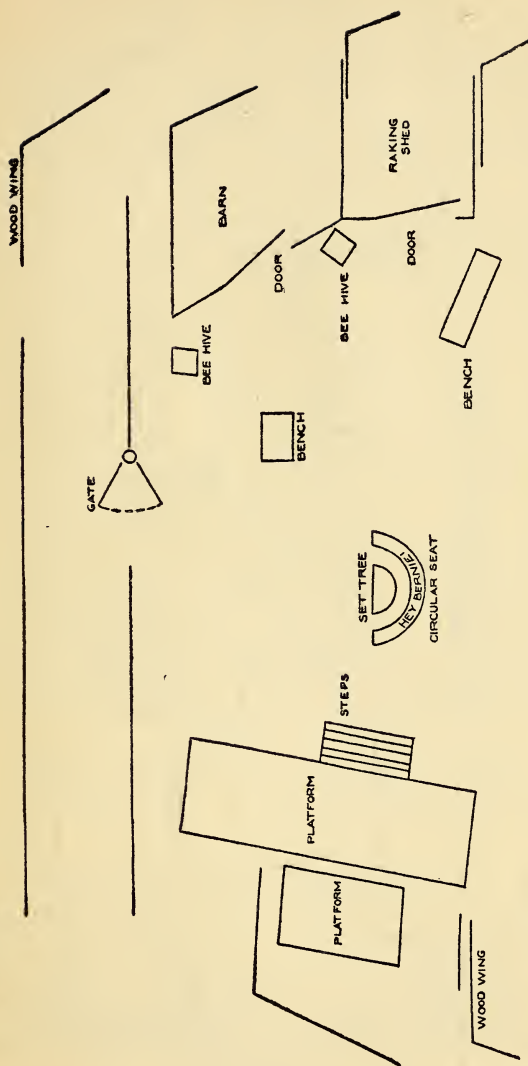 WOOD WING
GATE
BARN
BEE HIVE
DOOR
BEE HIVE
RAKING
SHED
DOOR
BENCH
BENCH
SET TREE
HEY BERNIE!
CIRCULAR SEAT
STEPS
PLATFORM
PLATFORM
WOOD WING